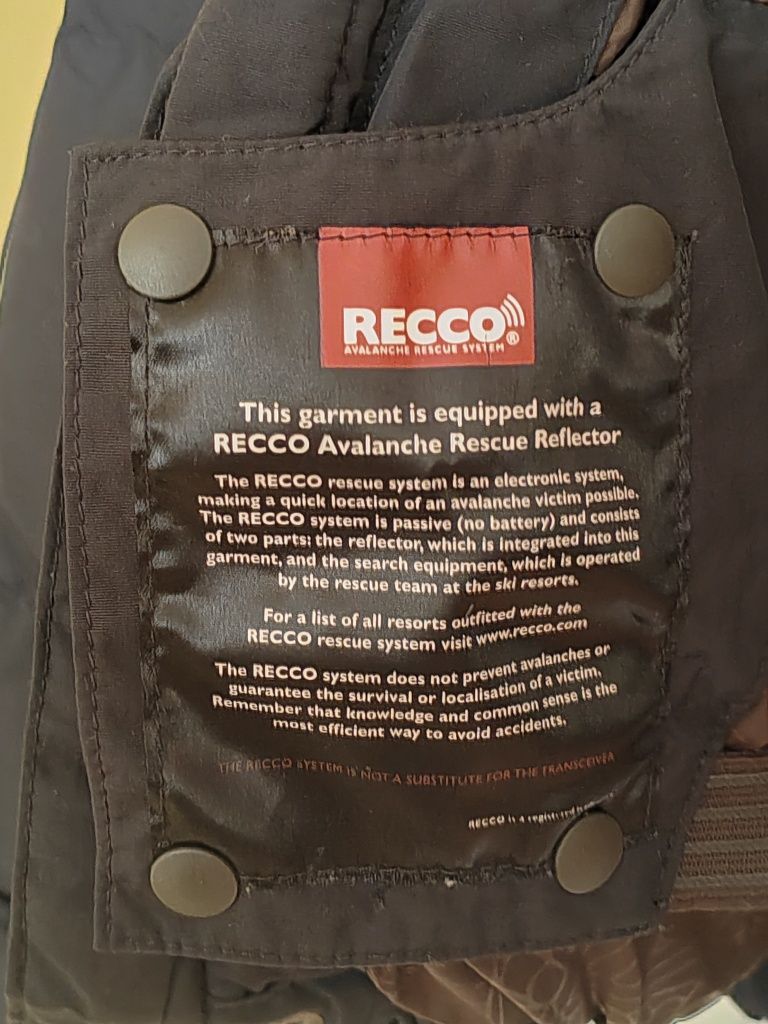 RECCO®
AVALANCHE RESCUE SYSTEM
This garment is equipped with a
RECCO Avalanche Rescue Reflector
The RECCO rescue system is an electronic system,
making a quick location of an avalanche victim possible.
The RECCO system is passive (no battery) and consists
of two parts: the reflector, which is integrated into this
garment, and the search equipment, which is operated
by the rescue team at the ski resorts.
For a list of all resorts outfitted with the
RECCO rescue system visit www.recco.com
The RECCO system does not prevent avalanches or
guarantee the survival or localisation of a victim.
Remember that knowledge and common sense is the
most efficient way to avoid accidents.
THE RECCO SYSTEM IS NOT A SUBSTITUTE FOR THE TRANSCEIVER
RECCO is a registered